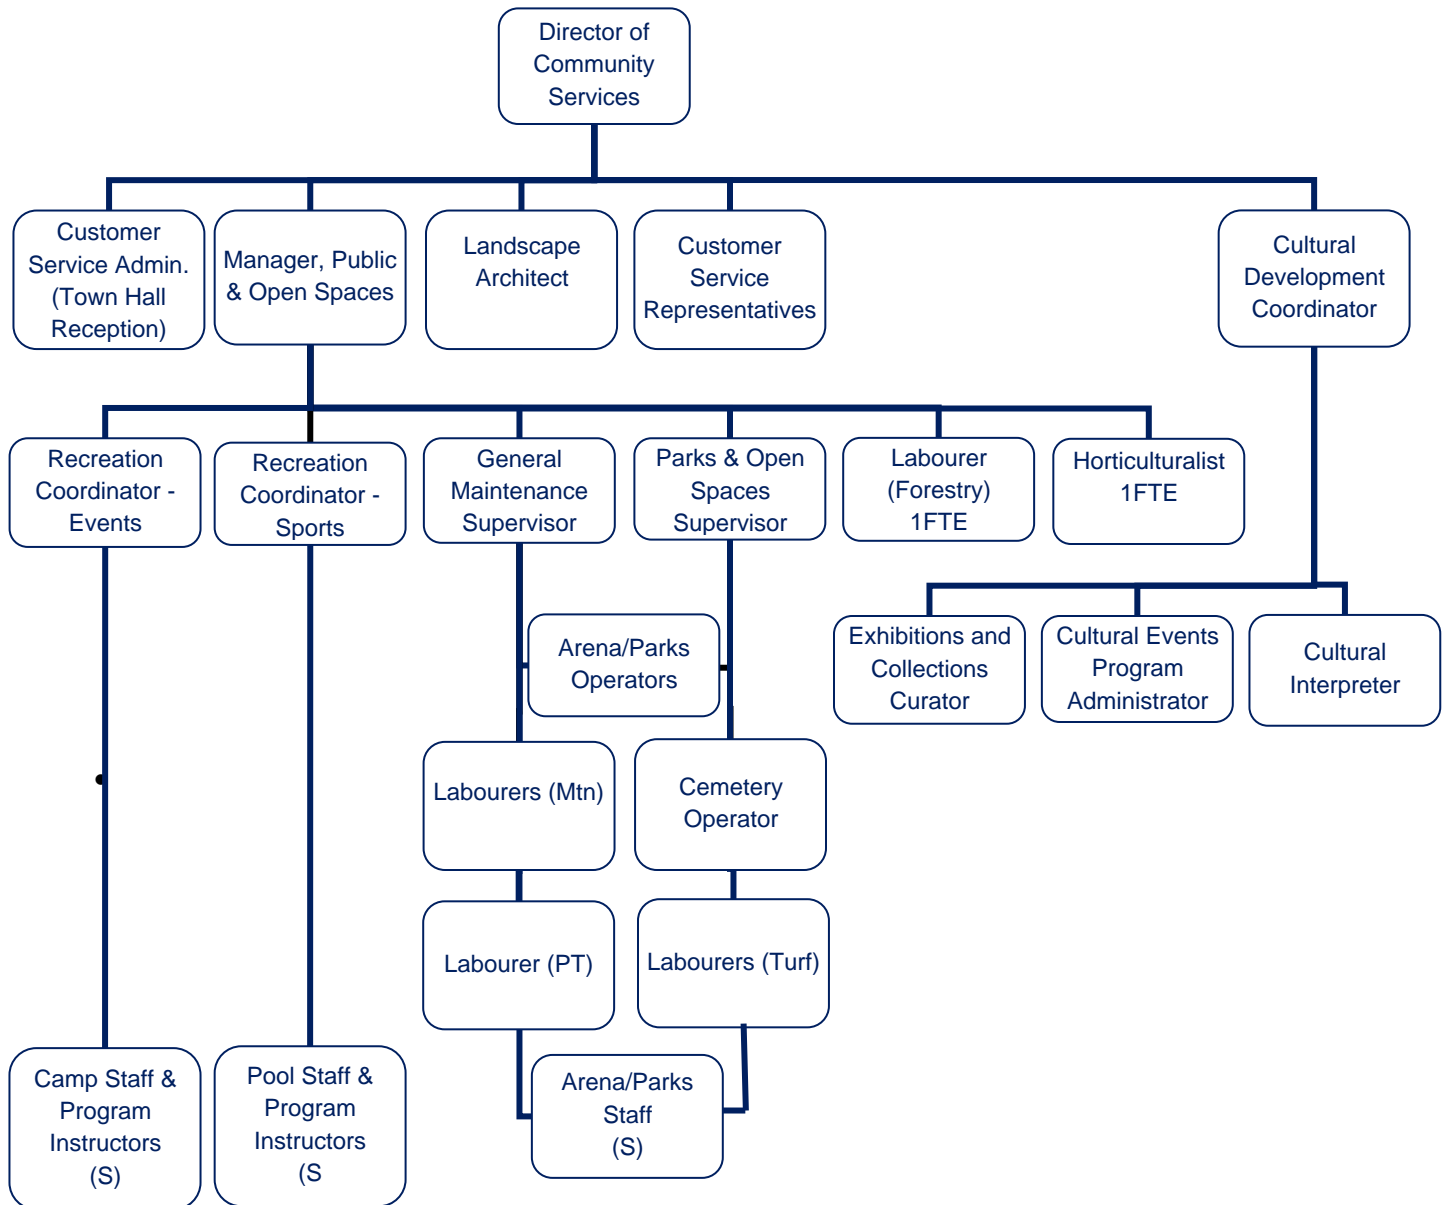 Director of
Community
Services
Customer
Service Admin.
(Town Hall
Reception)
Manager, Public
& Open Spaces
Landscape
Architect
Customer
Service
Representatives
Cultural
Development
Coordinator
Recreation
Coordinator -
Events
Recreation
Coordinator -
Sports
General
Maintenance
Supervisor
Parks & Open
Spaces
Supervisor
Labourer
(Forestry)
1FTE
Horticulturalist
1FTE
Arena/Parks
Operators
Exhibitions and
Collections
Curator
Cultural Events
Program
Administrator
Cultural
Interpreter
Labourers (Mtn)
Cemetery
Operator
Labourer (PT)
Labourers (Turf)
Camp Staff &
Program
Instructors
(S)
Pool Staff &
Program
Instructors
(S
Arena/Parks
Staff
(S)